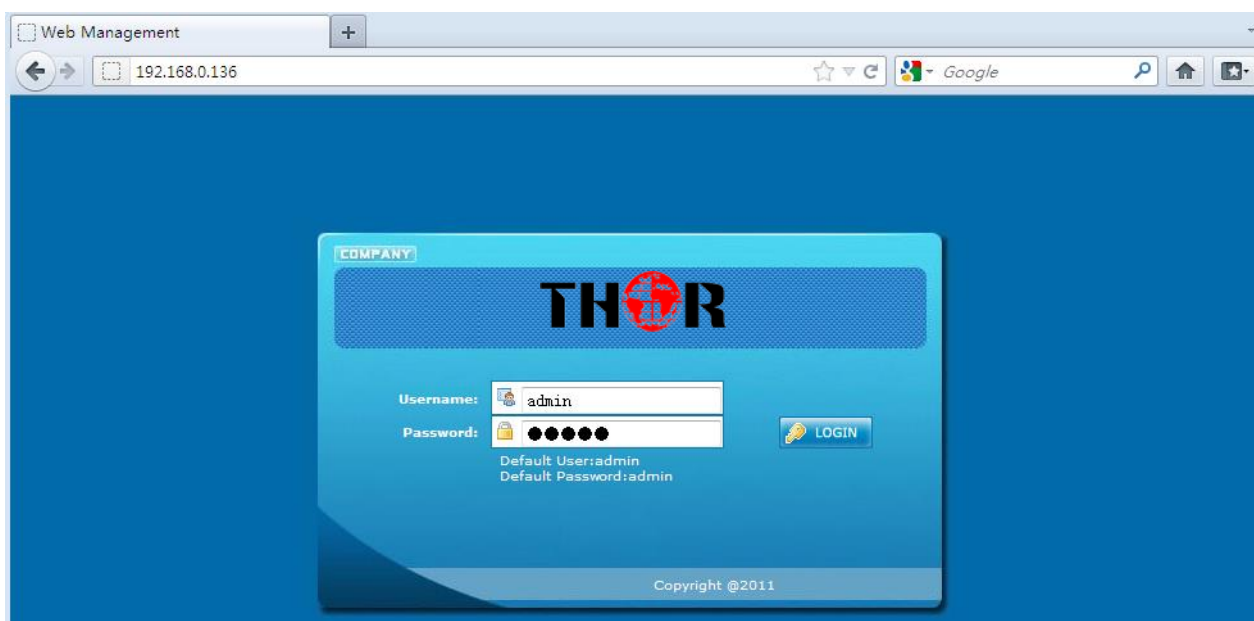 Web Management
192.168.0.136
Google
COMPANY
THOR
Username: admin
Password: ●●●●●
LOGIN
Default User:admin
Default Password:admin
Copyright @2011